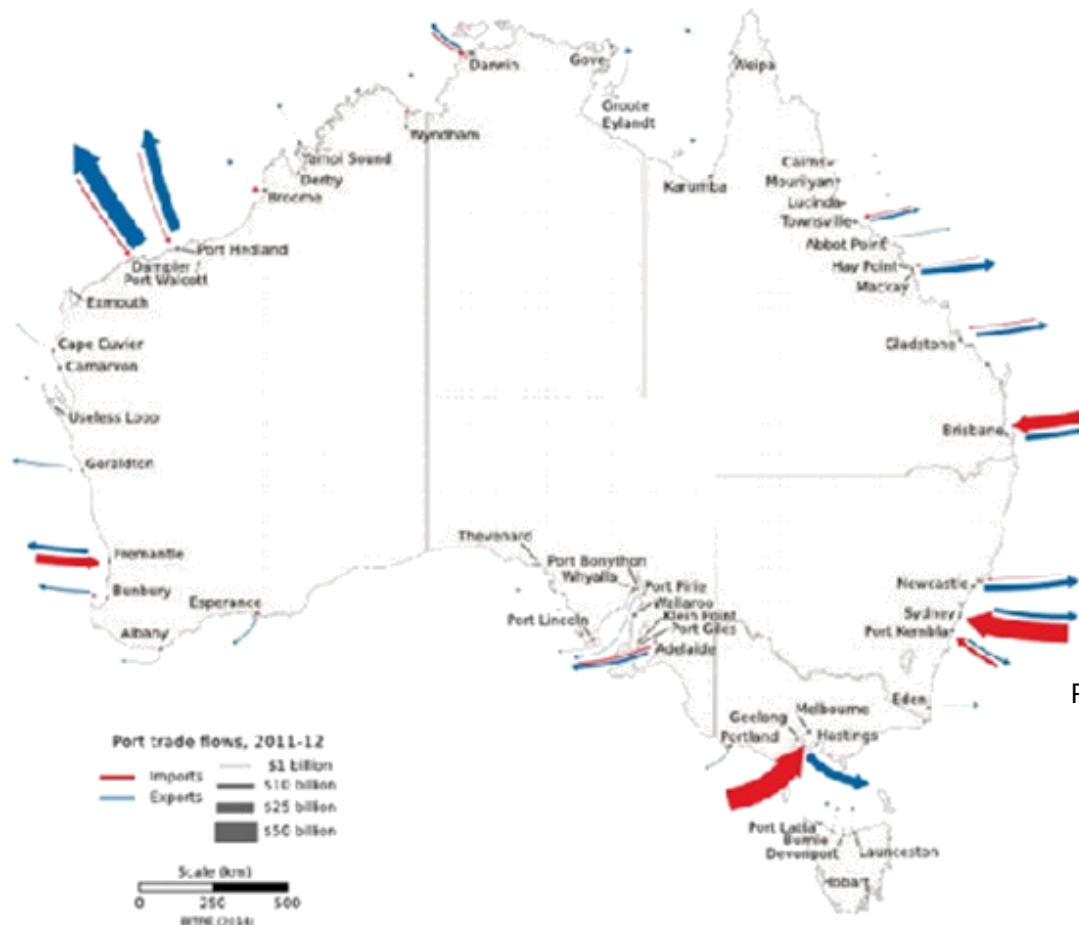 Darwin
Gove
Weipa
Groote
Eylandt
Wyndham
Karumba
Cairns
Mourilyan
Lucinda
Townsville
Abbot Point
Hay Point
Mackay
Gladstone
Brisbane
Yampi Sound
Derby
Broome
Port Hedland
Dampier /
Port Walcott
Exmouth
Cape Cuvier
Carnarvon
Useless Loop
Geraldton
Fremantle
Bunbury
Albany
Esperance
Thevenard
Port Bonython
Whyalla
Port Pirie
Wallaroo
Klein Point
Port Giles
Port Lincoln
Adelaide
Newcastle
Sydney
Port Kembla
Eden
P
Melbourne
Geelong
Hastings
Portland
Port Latta
Burnie
Devonport
Launceston
Hobart
Port trade flows, 2011-12
Imports
Exports
$1 billion
$10 billion
$25 billion
$50 billion
Scale (km)
0 250 500
BITRE (2014)